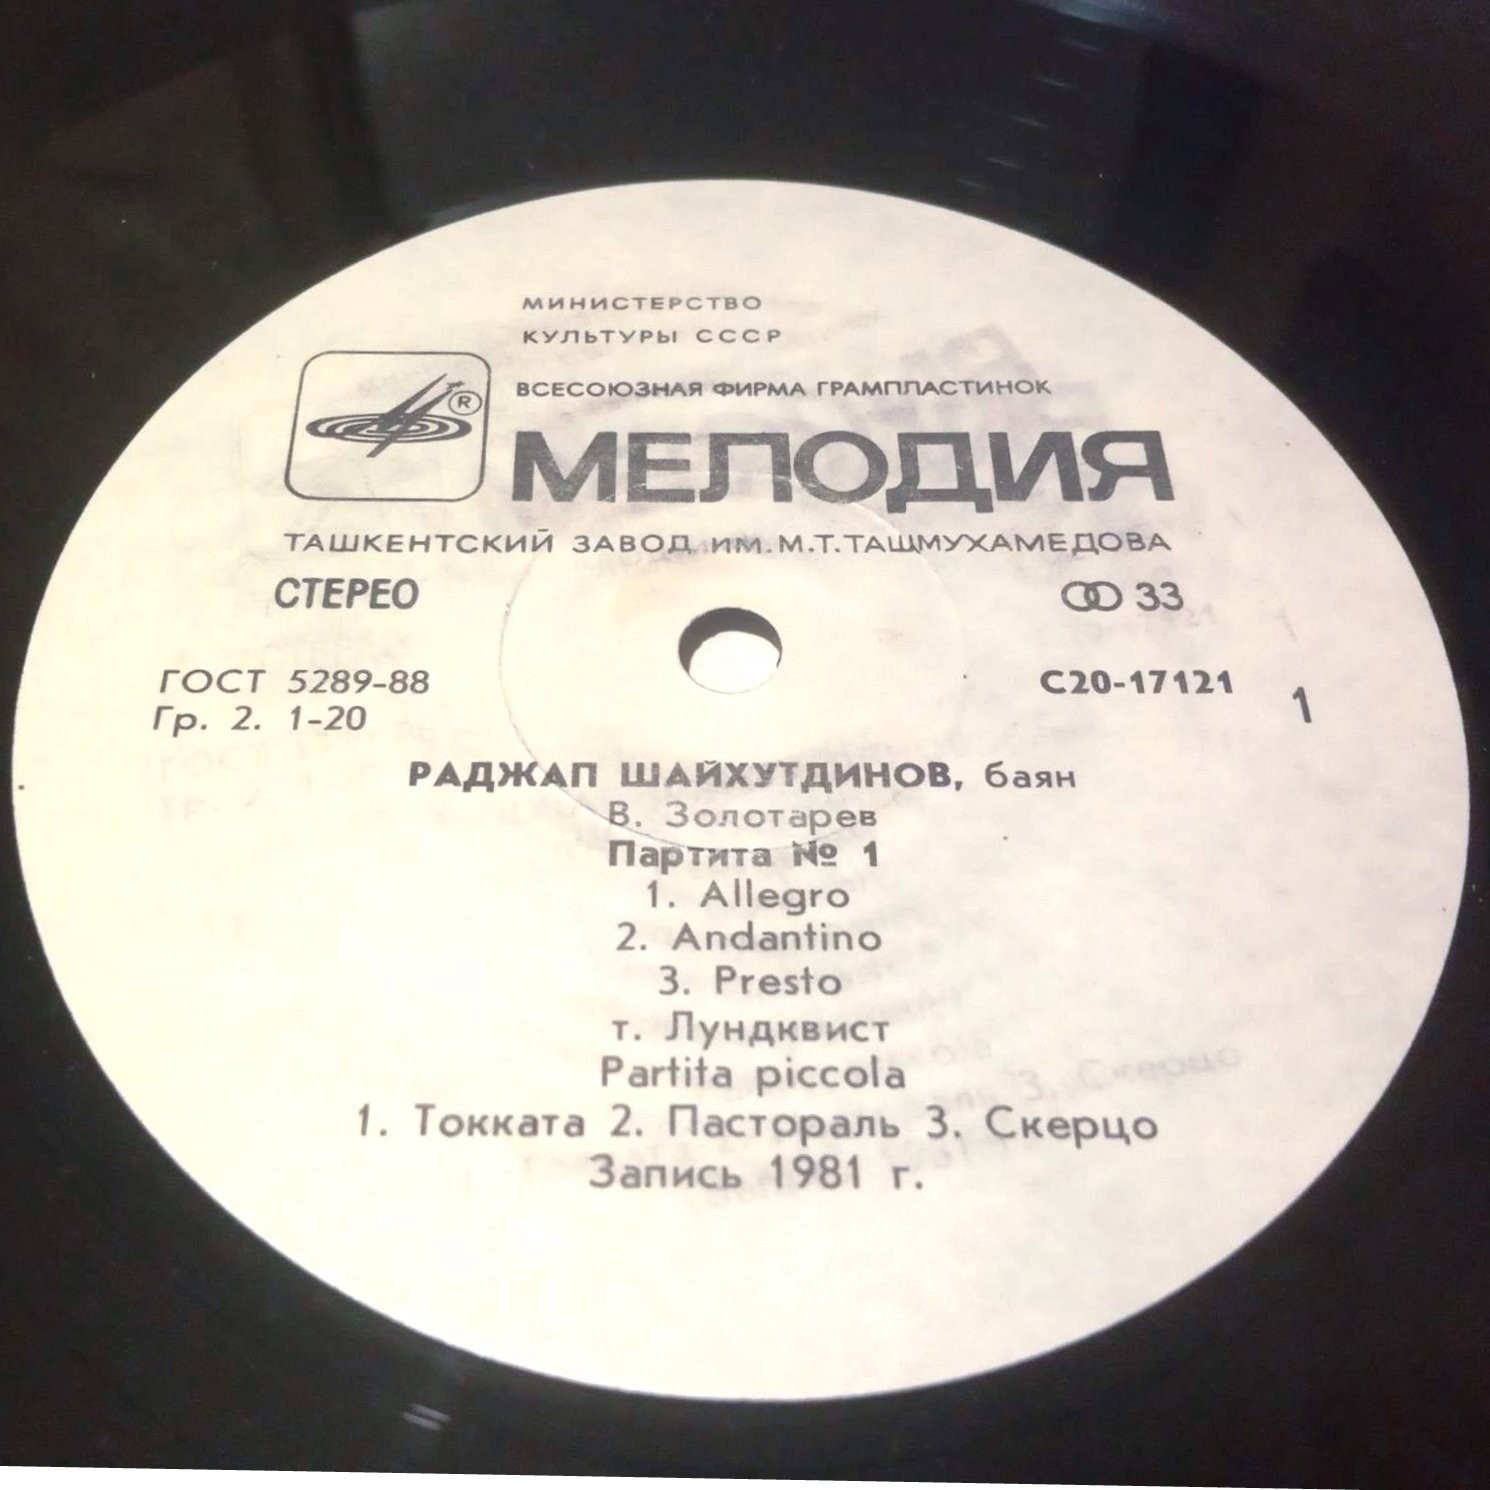 МИНИСТЕРСТВО
КУЛЬТУРЫ СССР
ВСЕСОЮЗНАЯ ФИРМА ГРАМПЛАСТИНОК
®
МЕЛОДИЯ
ТАШКЕНТСКИЙ ЗАВОД ИМ. М.Т.ТАШМУХАМЕДОВА
СТЕРЕО 33
ГОСТ 5289-88 С20-17121
Гр. 2. 1-20 1
РАДЖАП ШАЙХУТДИНОВ, баян
В. Золотарев
Партита № 1
1. Allegro
2. Andantino
3. Presto
т. Лундквист
Partita piccola
1. Токката 2. Пастораль 3. Скерцо
Запись 1981 г.